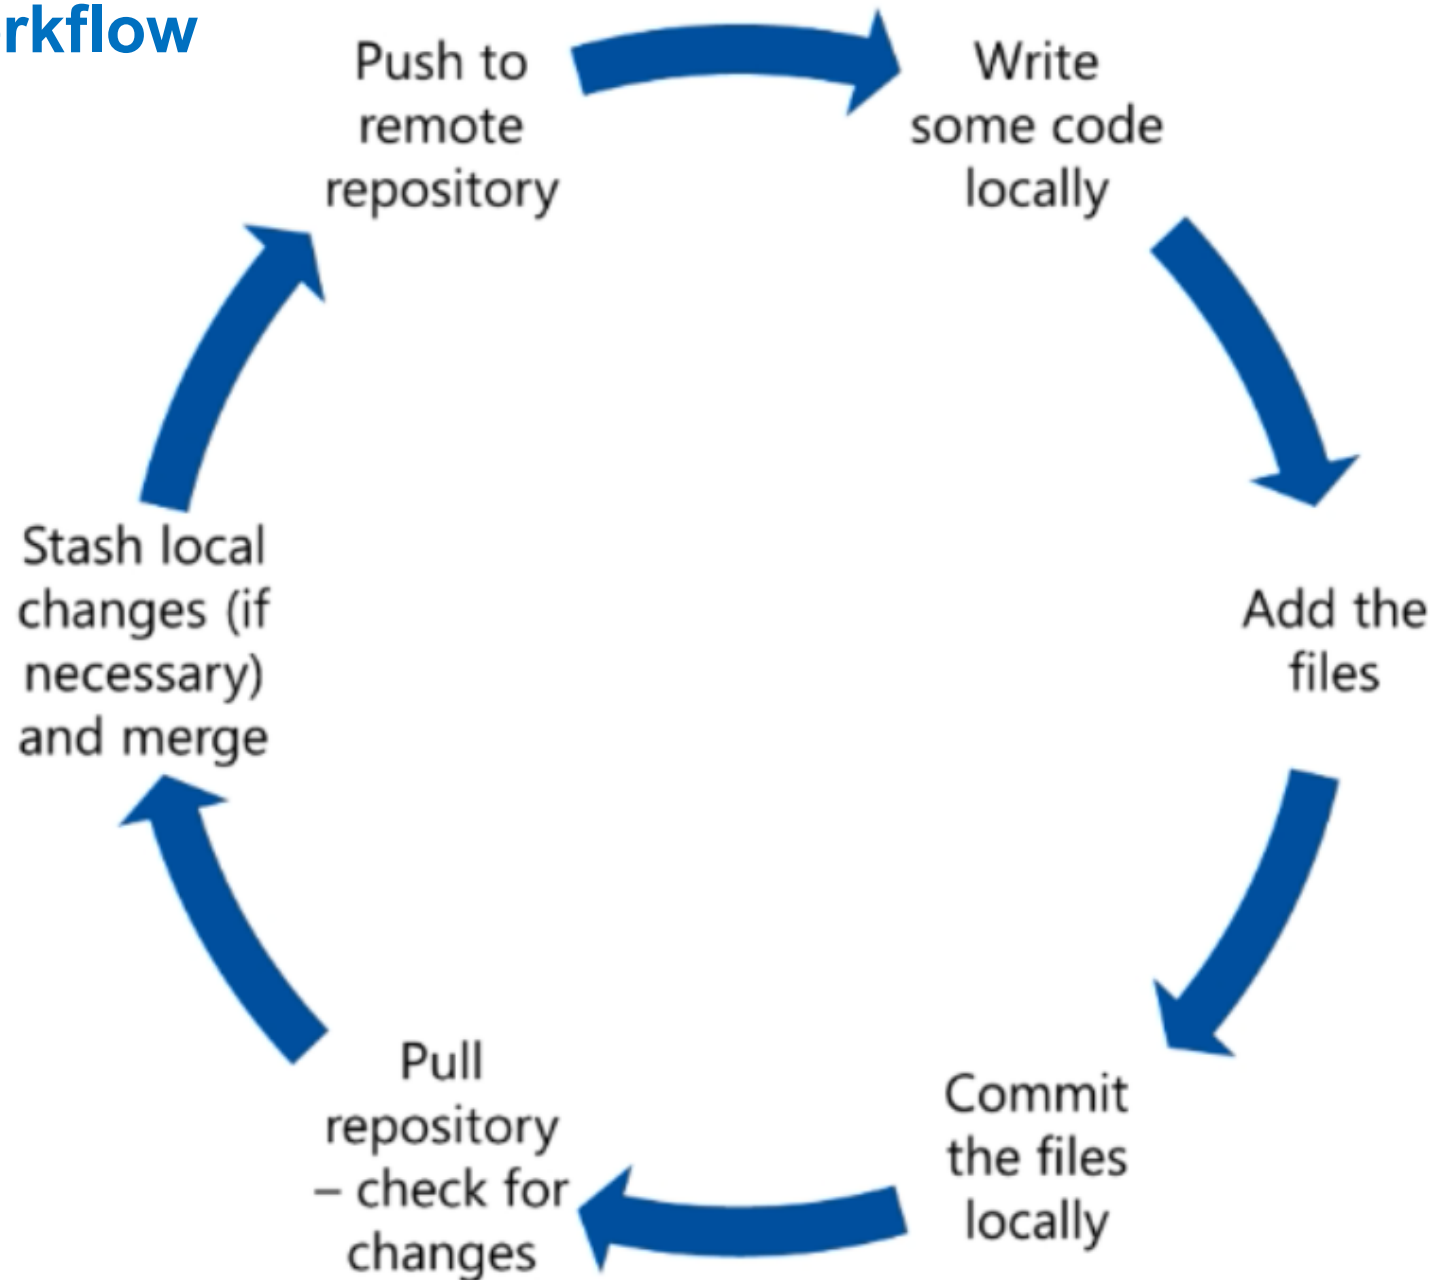 rkflow
Push to
remote
repository
Write
some code
locally
Add the
files
Commit
the files
locally
Pull
repository
– check for
changes
Stash local
changes (if
necessary)
and merge